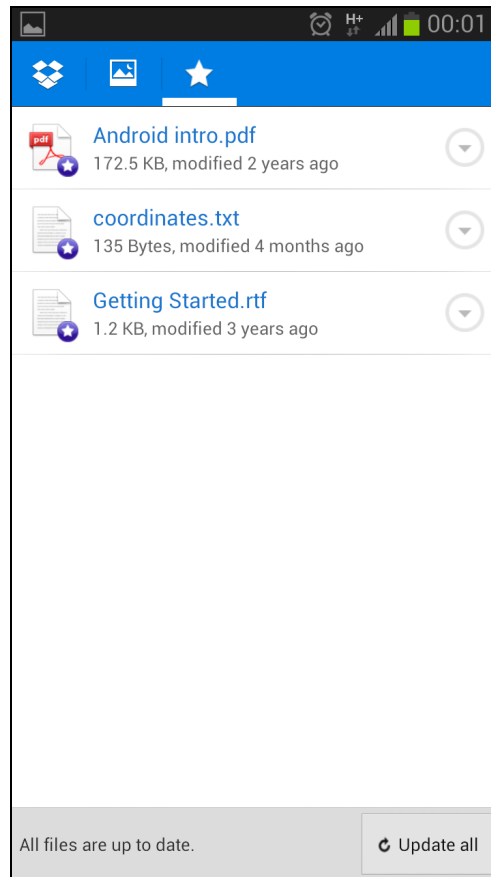 H+ 00:01
Android intro.pdf
pdf
172.5 KB, modified 2 years ago
coordinates.txt
135 Bytes, modified 4 months ago
Getting Started.rtf
1.2 KB, modified 3 years ago
All files are up to date. Update all